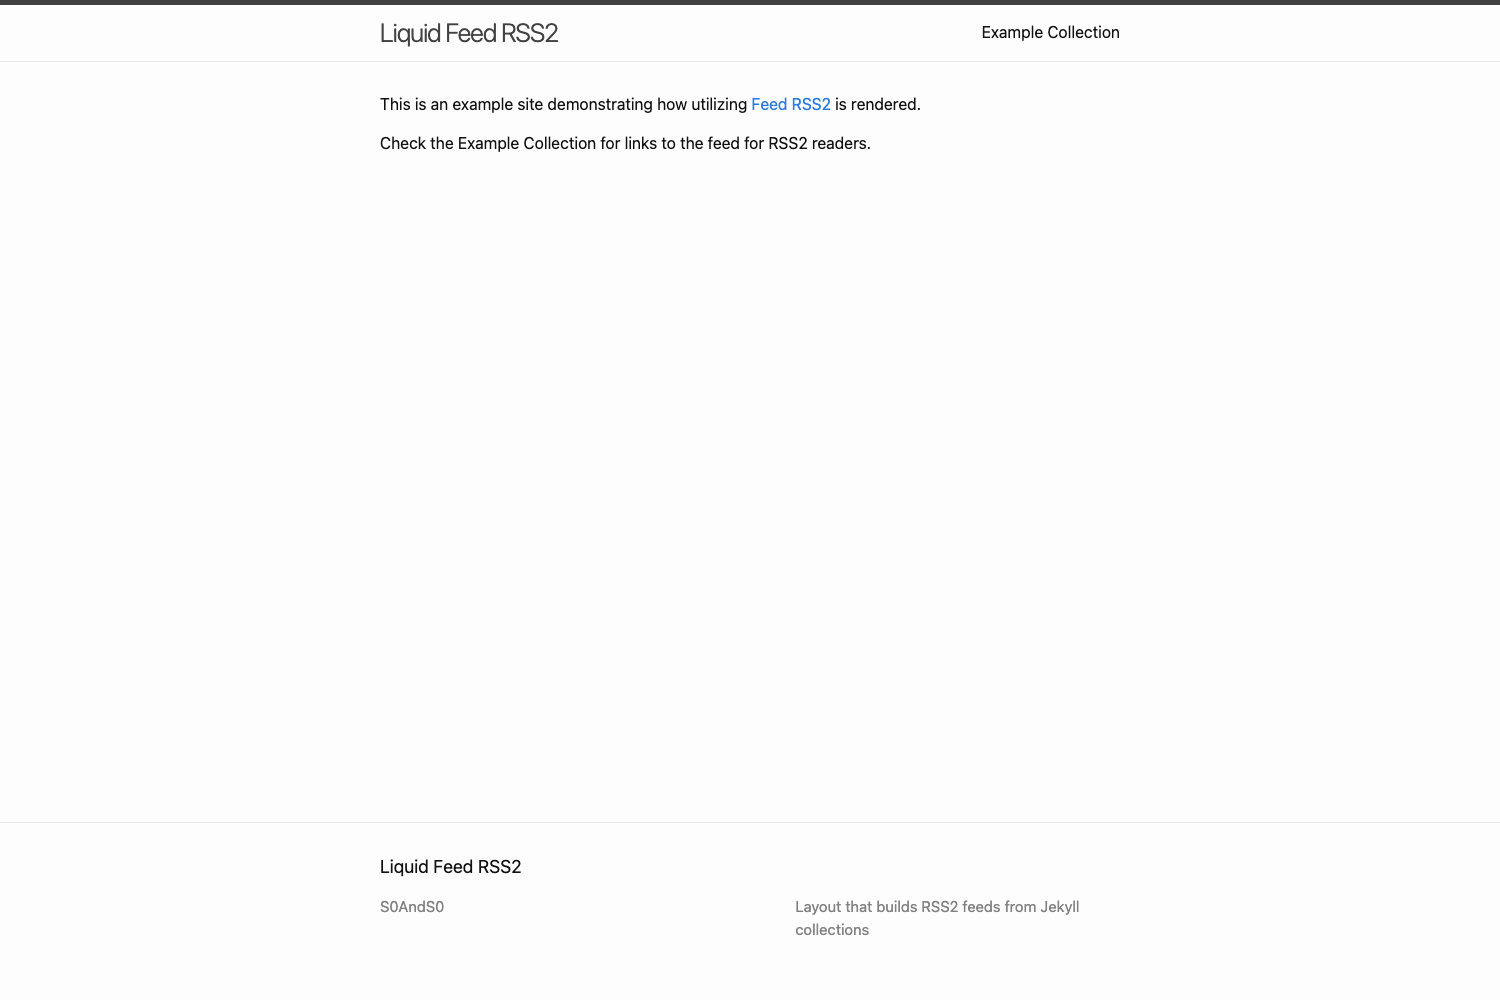 Liquid Feed RSS2
Example Collection
This is an example site demonstrating how utilizing Feed RSS2 is rendered.
Check the Example Collection for links to the feed for RSS2 readers.
Liquid Feed RSS2
S0AndS0
Layout that builds RSS2 feeds from Jekyll
collections